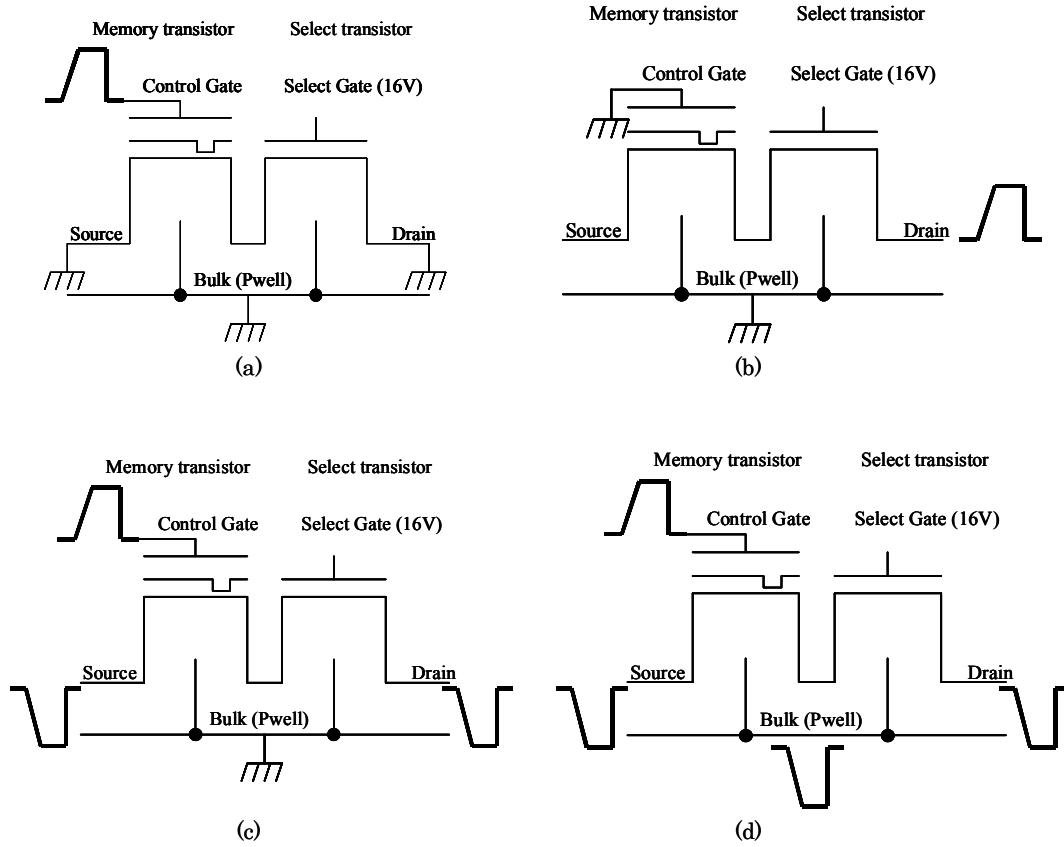 Memory transistor Select transistor
Control Gate Select Gate (16V)
Source Drain
Bulk (Pwell)
(a)
Memory transistor Select transistor
Control Gate Select Gate (16V)
Source Drain
Bulk (Pwell)
(b)
Memory transistor Select transistor
Control Gate Select Gate (16V)
Source Drain
Bulk (Pwell)
(c)
Memory transistor Select transistor
Control Gate Select Gate (16V)
Source Drain
Bulk (Pwell)
(d)